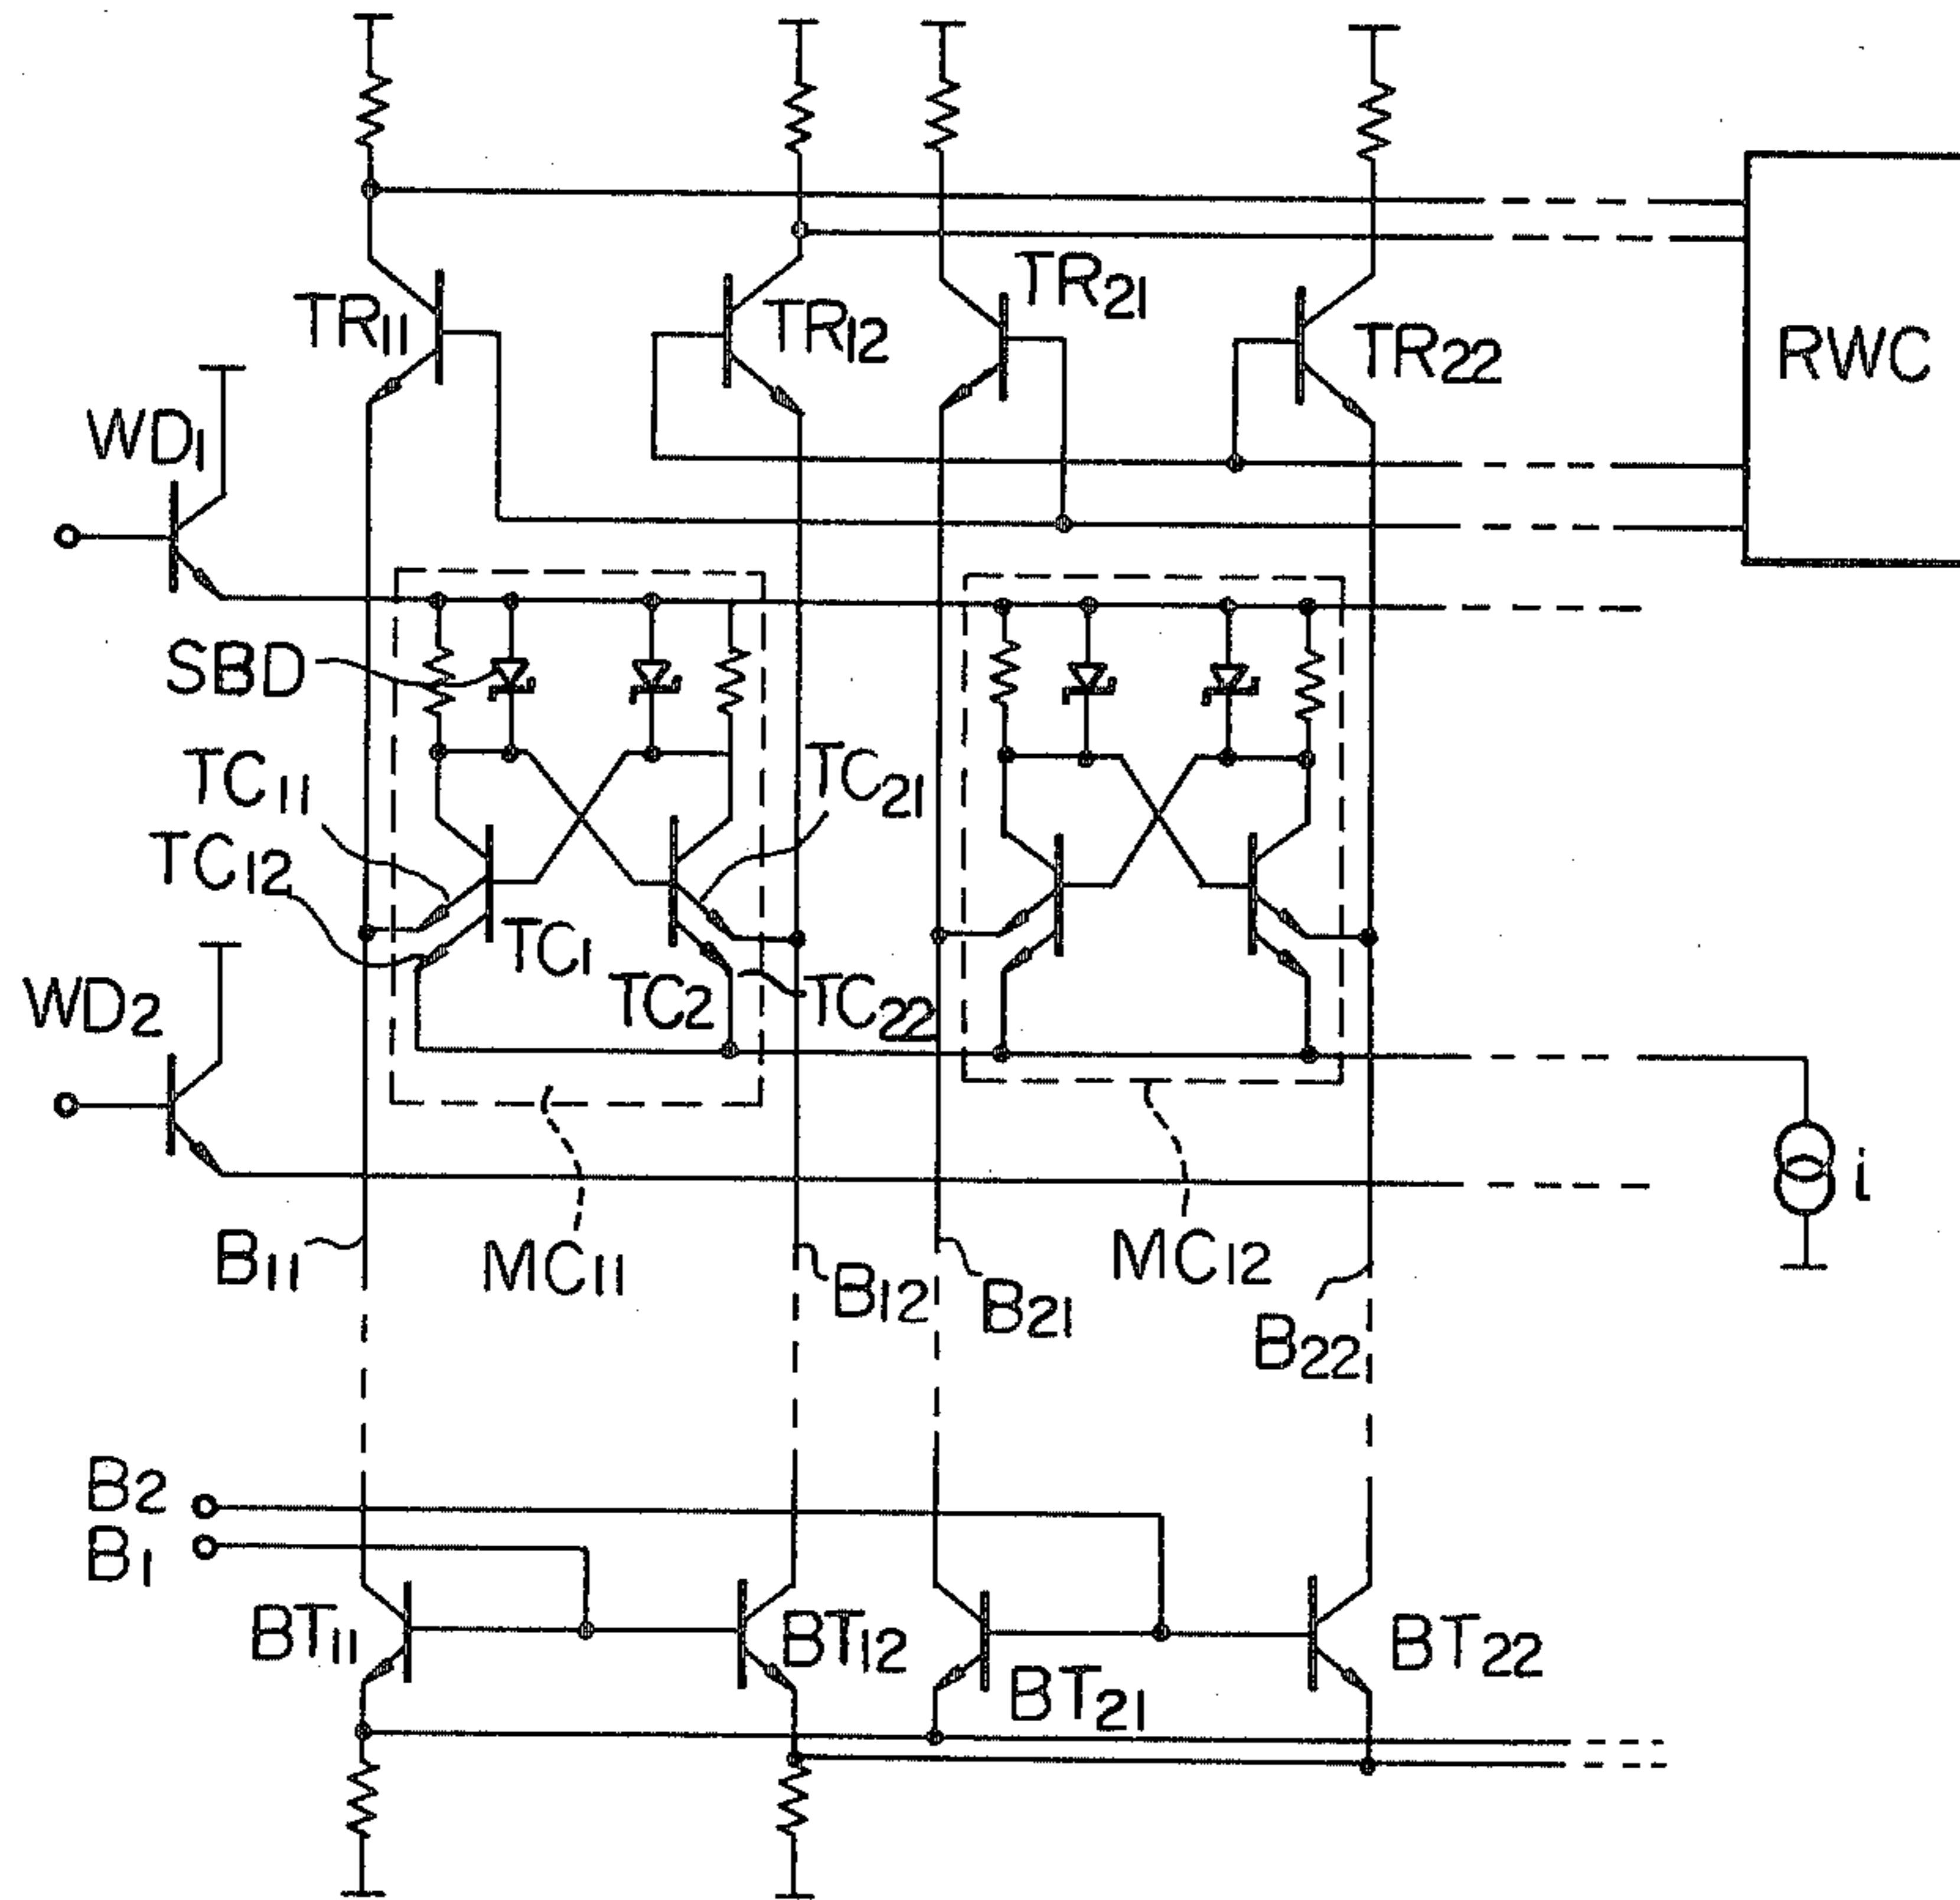 TR11
TR12
TR21
TR22
RWC
WD1
SBD
TC11
TC21
TC12
TC1
TC2
TC22
WD2
i
B11
MC11
B12
B21
MC12
B22
B2
B1
BT11
BT12
BT21
BT22